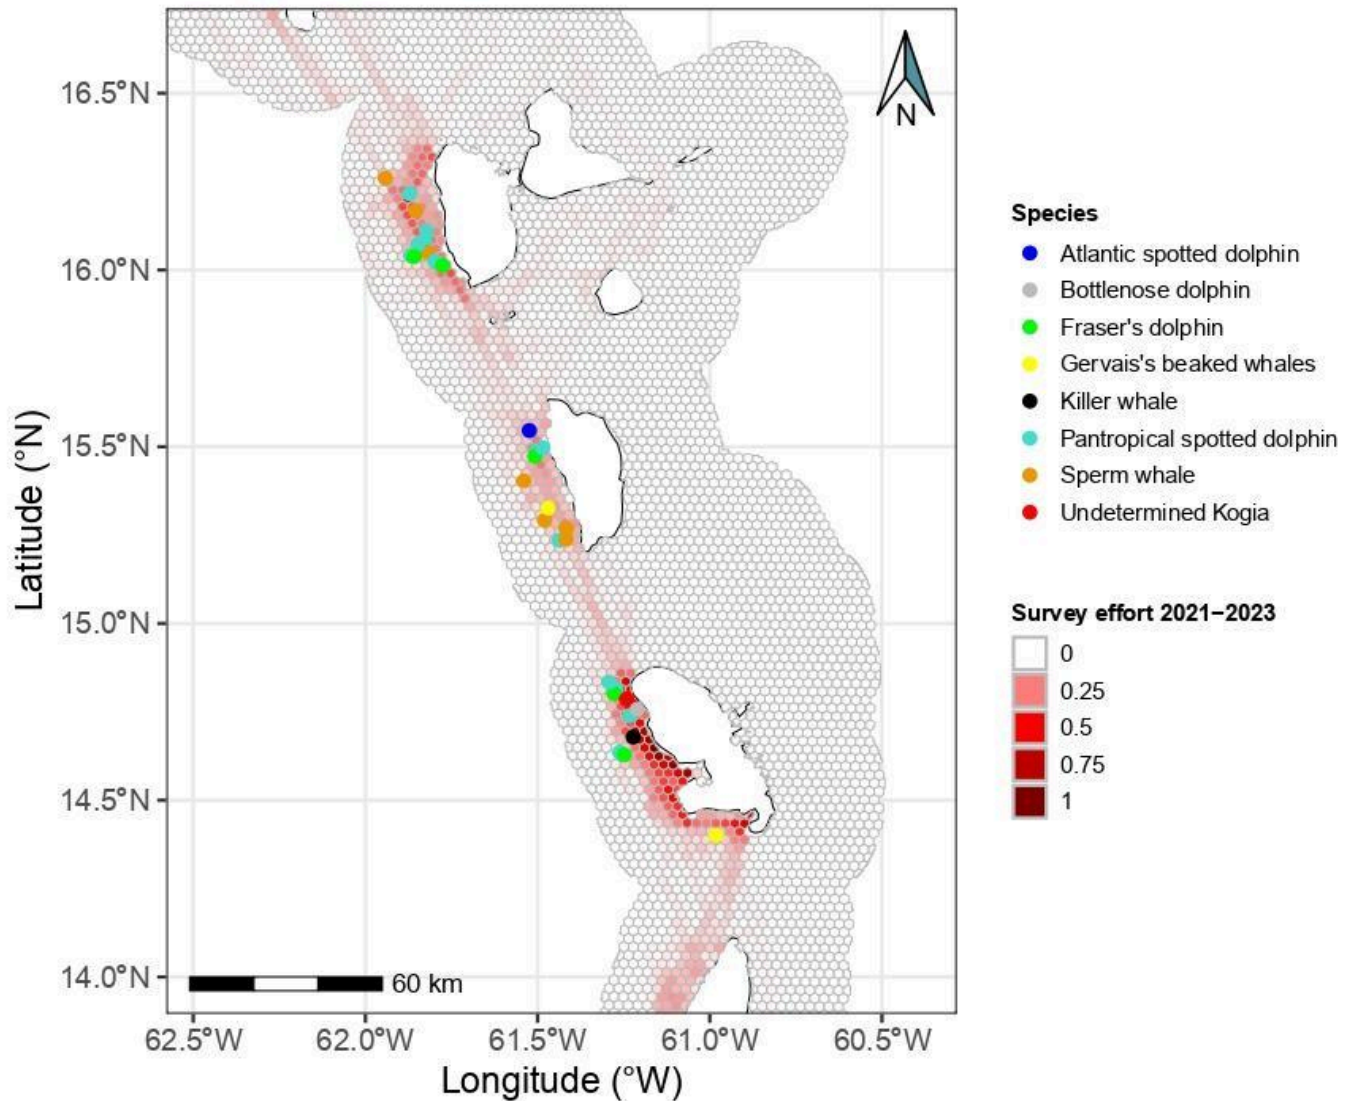 N
16.5°N
16.0°N
15.5°N
15.0°N
14.5°N
14.0°N
Latitude (°N)
60 km
62.5°W 62.0°W 61.5°W 61.0°W 60.5°W
Longitude (°W)
Species
Atlantic spotted dolphin
Bottlenose dolphin
Fraser's dolphin
Gervais's beaked whales
Killer whale
Pantropical spotted dolphin
Sperm whale
Undetermined Kogia
Survey effort 2021−2023
0
0.25
0.5
0.75
1